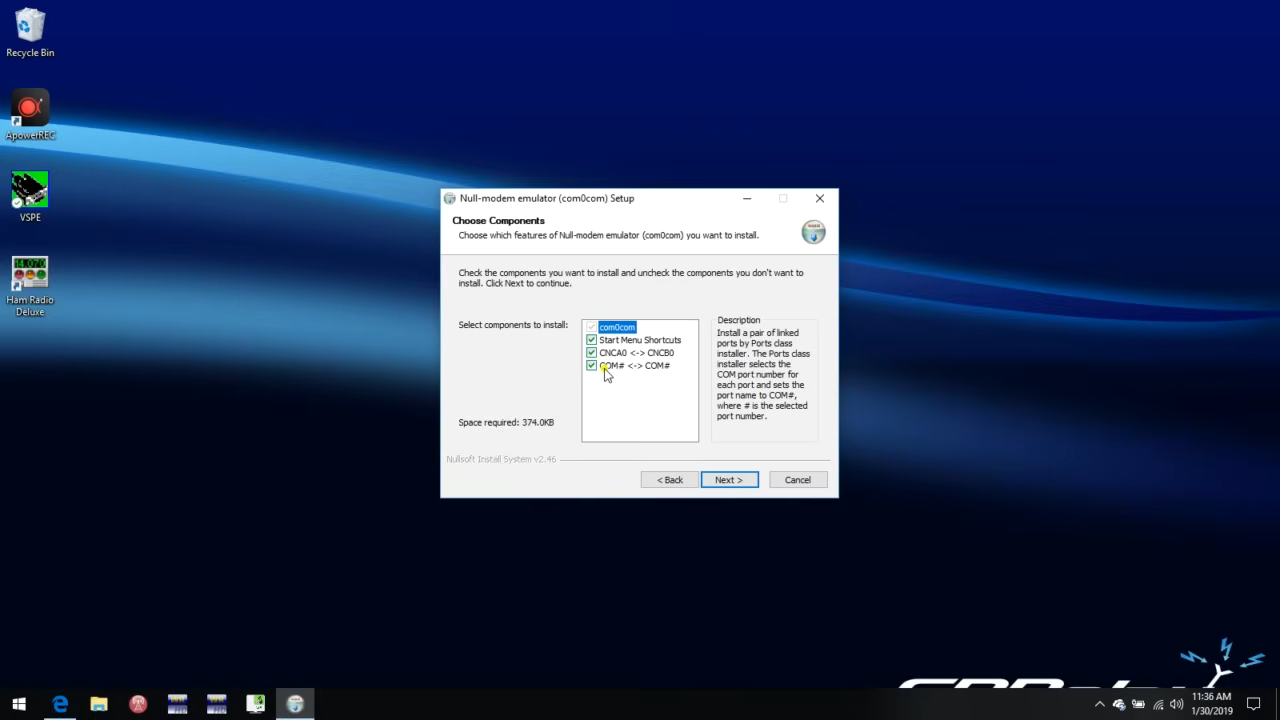 Recycle Bin
ApowerREC
VSPE
14.070
Ham Radio
Deluxe
Null-modem emulator (com0com) Setup
Choose Components
Choose which features of Null-modem emulator (com0com) you want to install.
Check the components you want to install and uncheck the components you don't want to
install. Click Next to continue.
Select components to install:
com0com
Start Menu Shortcuts
CNCA0 <-> CNCB0
COM# <-> COM#
Description
Install a pair of linked
ports by Ports class
installer. The Ports class
installer selects the
COM port number for
each port and sets the
port name to COM#,
where # is the selected
port number.
Space required: 374.0KB
Nullsoft Install System v2.46
< Back
Next >
Cancel
11:36 AM
1/30/2019